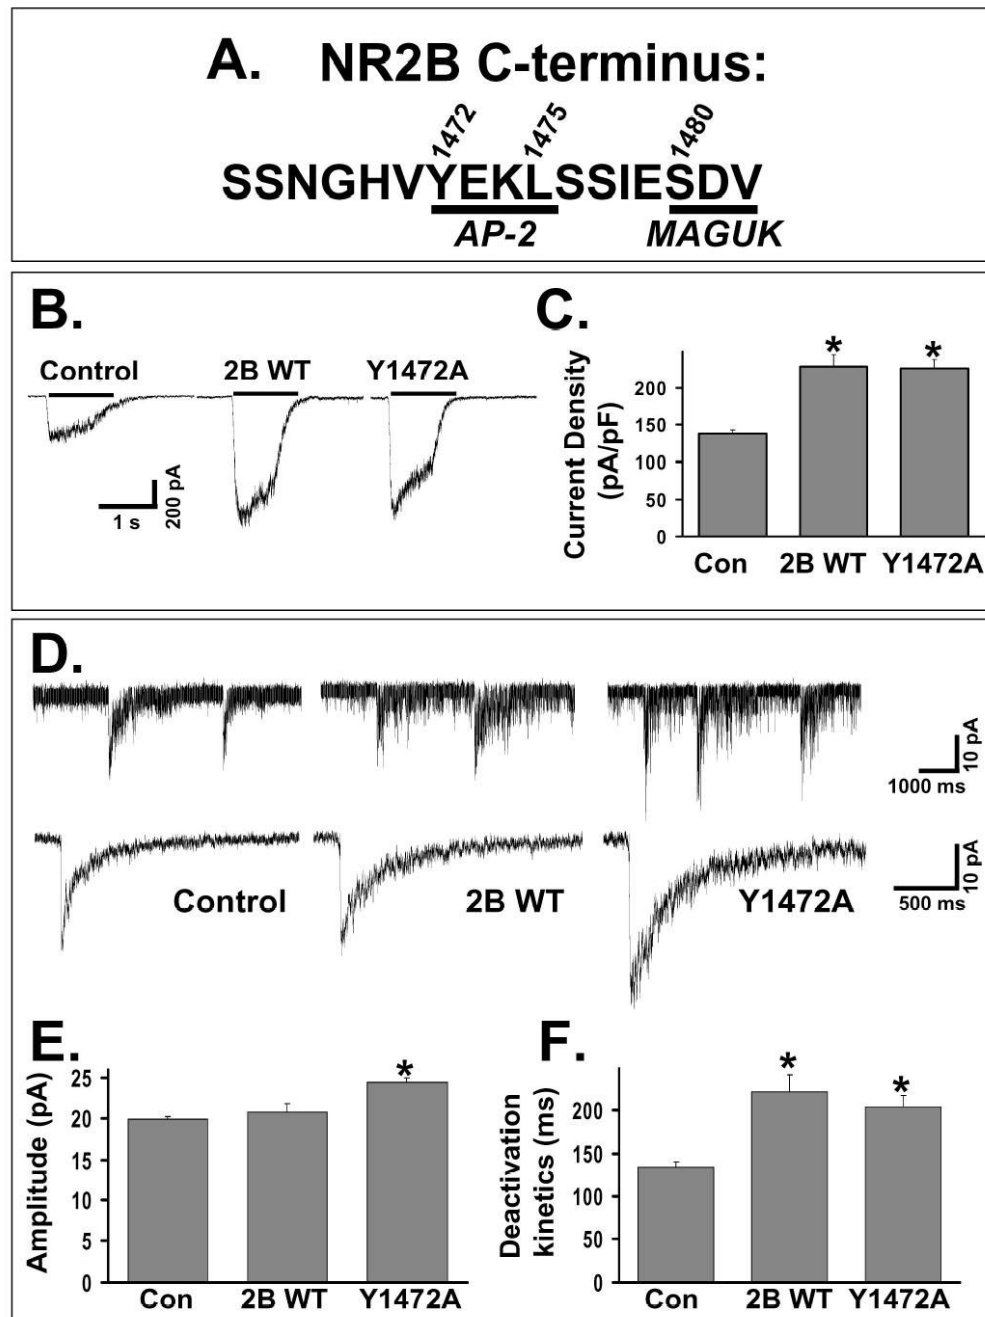 A. NR2B C-terminus:
1472 1475 1480
SSNGHVYEKLSSIESDV
AP-2 MAGUK
B.
Control 2B WT Y1472A
1 s
200 pA
C.
*
*
Current Density
(pA/pF)
200
150
100
50
0
Con 2B WT Y1472A
D.
10 pA
1000 ms
Control 2B WT Y1472A
10 pA
500 ms
E.
*
Amplitude (pA)
25
20
15
10
5
0
Con 2B WT Y1472A
F.
*
*
Deactivation
kinetics (ms)
200
150
100
50
0
Con 2B WT Y1472A